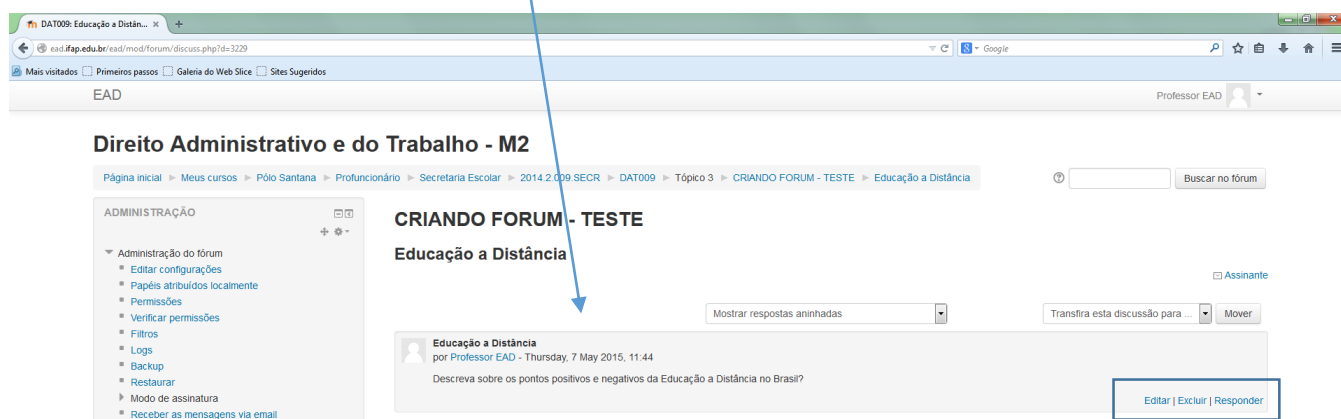 DAT009: Educação a Distân...
ead.ifap.edu.br/ead/mod/forum/discuss.php?d=3229
Google
Mais visitados Primeiros passos Galeria do Web Slice Sites Sugeridos
EAD
Professor EAD
Direito Administrativo e do Trabalho - M2
Página inicial Meus cursos Pólo Santana Profuncionário Secretaria Escolar 2014.2.009.SECR DAT009 Tópico 3 CRIANDO FORUM - TESTE Educação a Distância
Buscar no fórum
ADMINISTRAÇÃO
Administração do fórum
Editar configurações
Papéis atribuídos localmente
Permissões
Verificar permissões
Filtros
Logs
Backup
Restaurar
Modo de assinatura
Receber as mensagens via email
CRIANDO FORUM - TESTE
Educação a Distância
Assinante
Mostrar respostas aninhadas
Transfira esta discussão para ...
Mover
Educação a Distância
por Professor EAD - Thursday, 7 May 2015, 11:44
Descreva sobre os pontos positivos e negativos da Educação a Distância no Brasil?
Editar | Excluir | Responder